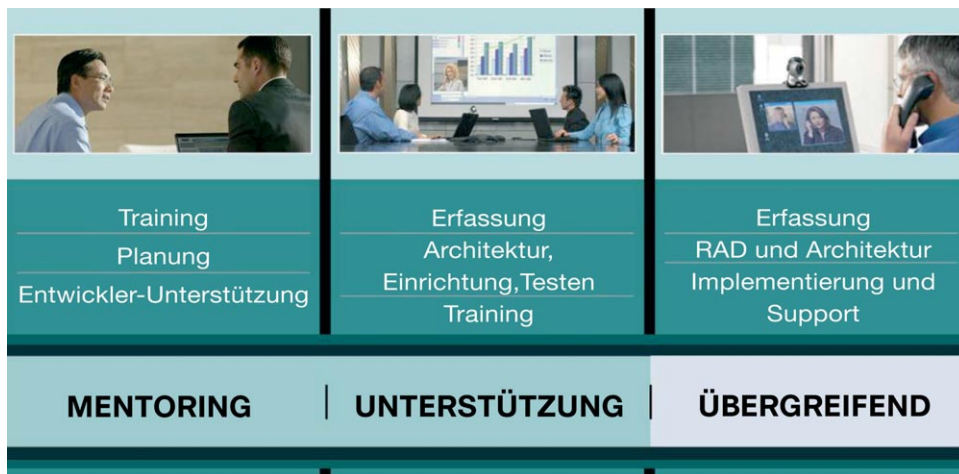 Training
Planung
Entwickler-Unterstützung
Erfassung
Architektur,
Einrichtung,Testen
Training
Erfassung
RAD und Architektur
Implementierung und
Support
MENTORING | UNTERSTÜTZUNG | ÜBERGREIFEND